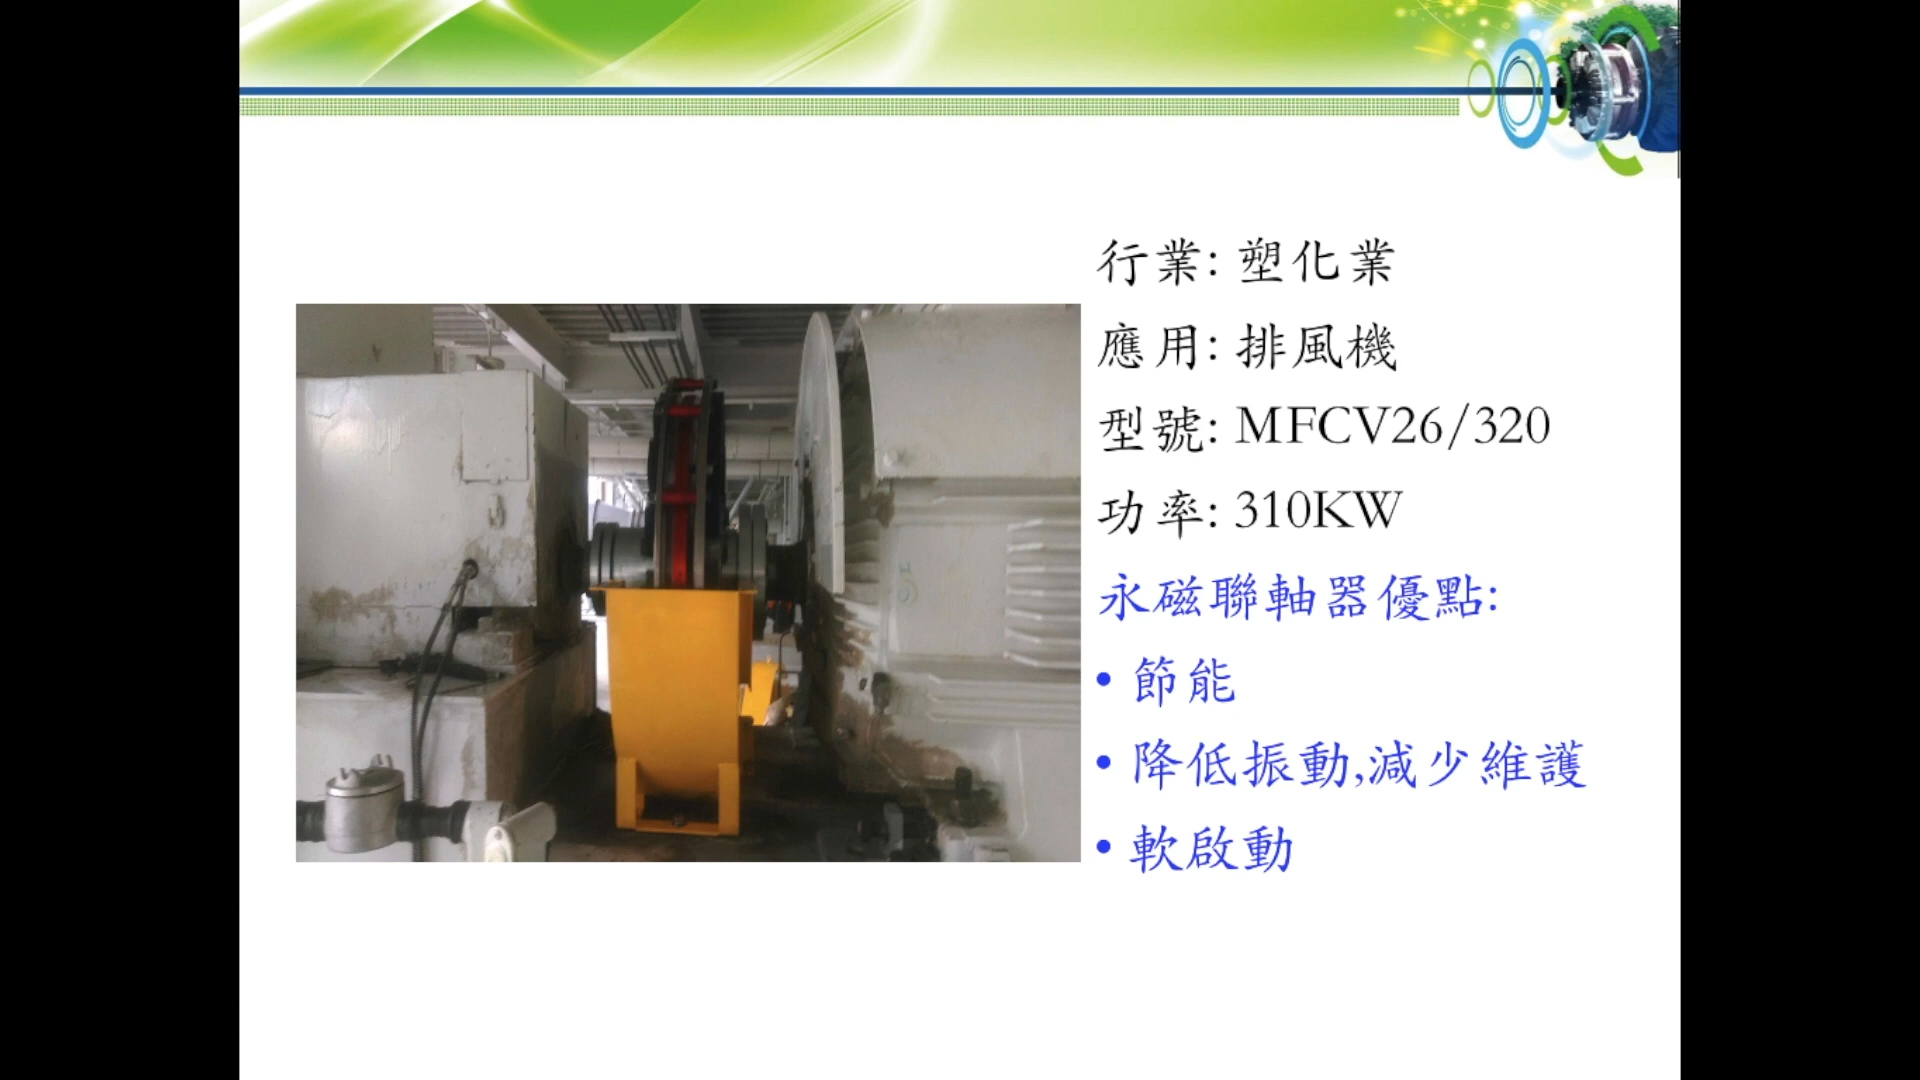 行業: 塑化業
應用: 排風機
型號: MFCV26/320
功率: 310KW
永磁聯軸器優點:
• 節能
• 降低振動,減少維護
• 軟啟動